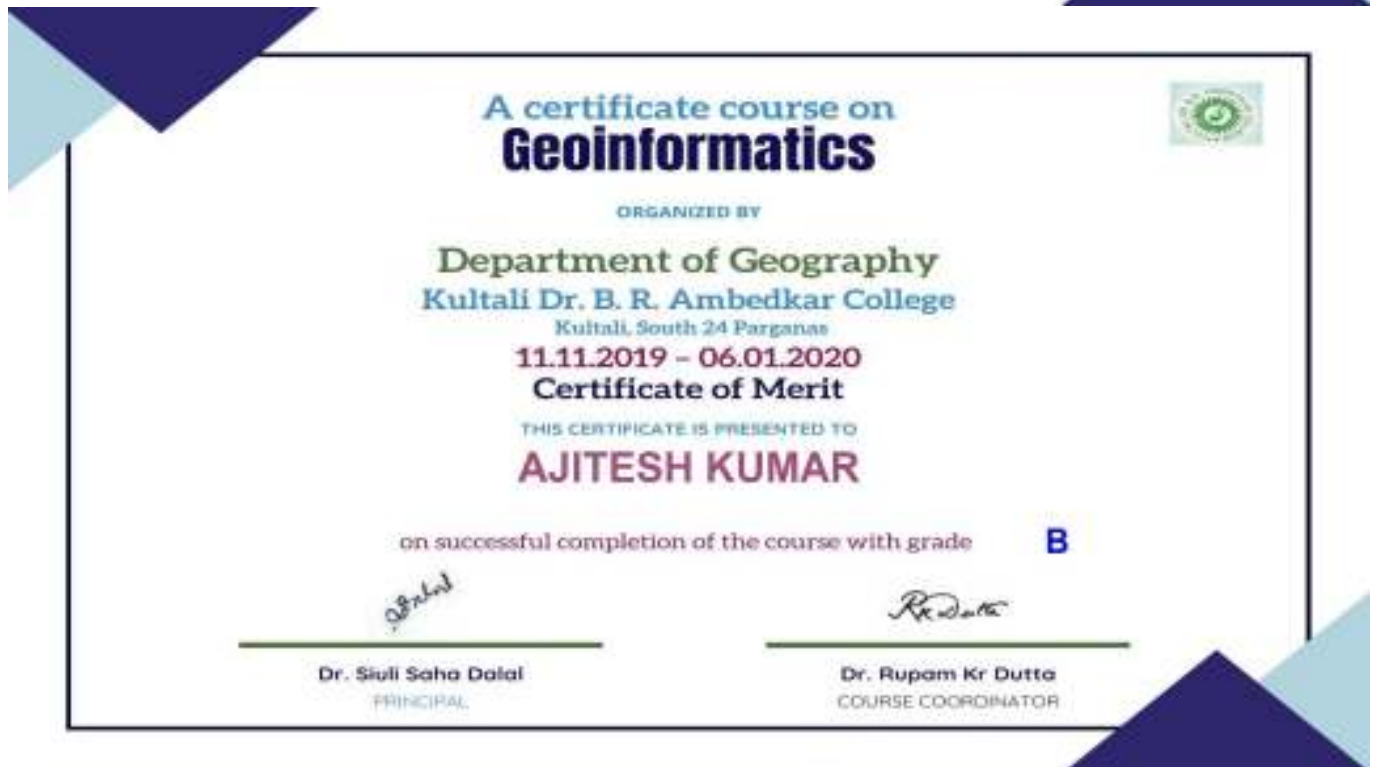 A certificate course on
Geoinformatics
ORGANIZED BY
Department of Geography
Kultali Dr. B. R. Ambedkar College
Kultali, South 24 Parganas
11.11.2019 – 06.01.2020
Certificate of Merit
THIS CERTIFICATE IS PRESENTED TO
AJITESH KUMAR
on successful completion of the course with grade B
RK Dutta
Dr. Siuli Saha Dalal
PRINCIPAL
Dr. Rupam Kr Dutta
COURSE COORDINATOR